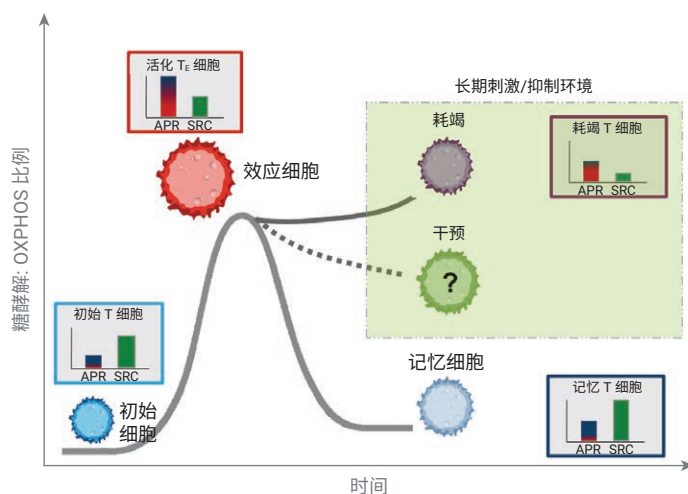 活化 TE 细胞
APR SRC
效应细胞
长期刺激/抑制环境
耗竭
耗竭 T 细胞
APR SRC
干预
?
糖酵解: OXPHOS 比例
初始 T 细胞
APR SRC
初始
细胞
记忆细胞
记忆 T 细胞
APR SRC
时间